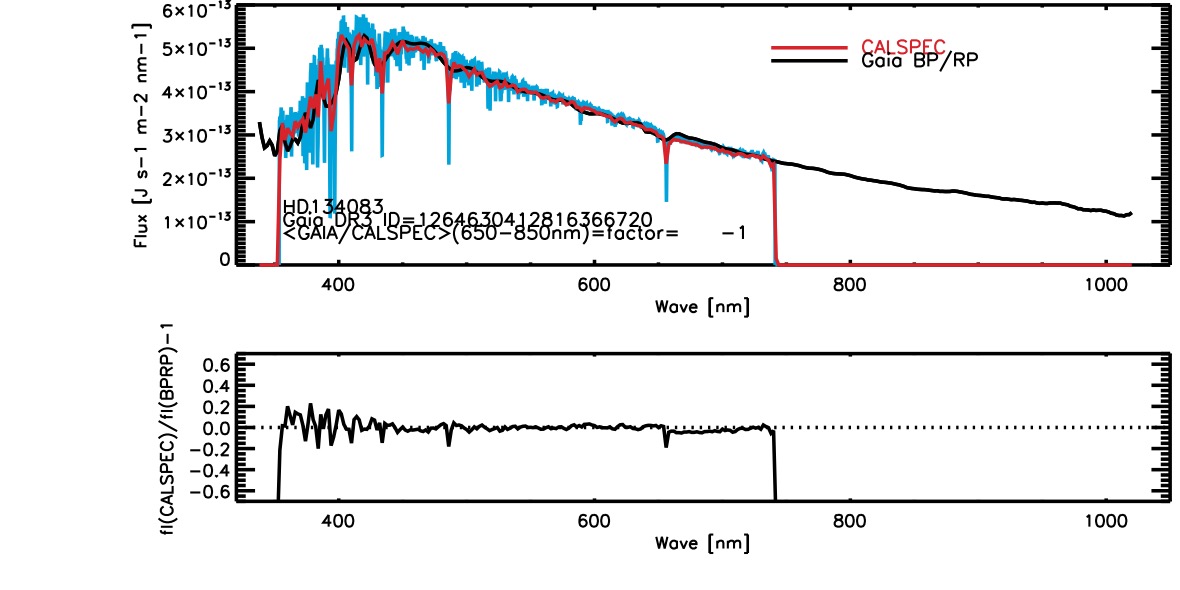 6×10−13
5×10−13
4×10−13
3×10−13
2×10−13
1×10−13
0
Flux [J s−1 m−2 nm−1]
CALSPEC
Gaia BP/RP
HD134083
Gaia DR3 ID=1264630412816366720
<GAIA/CALSPEC>(650−850nm)=factor= −1
400 600 800 1000
Wave [nm]
fl(CALSPEC)/fl(BPRP)−1
0.6
0.4
0.2
0.0
−0.2
−0.4
−0.6
400 600 800 1000
Wave [nm]